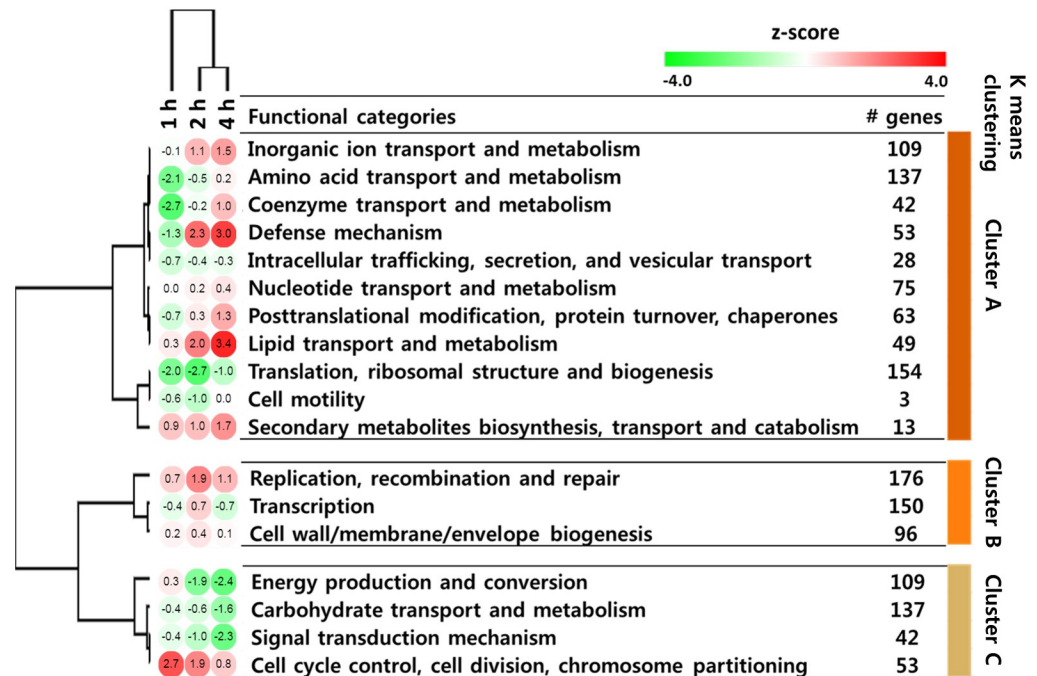 z-score
-4.0 4.0
K means clustering
1 h 2 h 4 h Functional categories # genes
-0.1 1.1 1.5 Inorganic ion transport and metabolism 109
-2.1 -0.5 0.2 Amino acid transport and metabolism 137
-2.7 -0.2 1.0 Coenzyme transport and metabolism 42
-1.3 2.3 3.0 Defense mechanism 53
-0.7 -0.4 -0.3 Intracellular trafficking, secretion, and vesicular transport 28
0.0 0.2 0.4 Nucleotide transport and metabolism 75
-0.7 0.3 1.3 Posttranslational modification, protein turnover, chaperones 63
0.3 2.0 3.4 Lipid transport and metabolism 49
-2.0 -2.7 -1.0 Translation, ribosomal structure and biogenesis 154
-0.6 -1.0 0.0 Cell motility 3
0.9 1.0 1.7 Secondary metabolites biosynthesis, transport and catabolism 13
Cluster A
0.7 1.9 1.1 Replication, recombination and repair 176
-0.4 0.7 -0.7 Transcription 150
0.2 0.4 0.1 Cell wall/membrane/envelope biogenesis 96
Cluster B
0.3 -1.9 -2.4 Energy production and conversion 109
-0.4 -0.6 -1.6 Carbohydrate transport and metabolism 137
-0.4 -1.0 -2.3 Signal transduction mechanism 42
2.7 1.9 0.8 Cell cycle control, cell division, chromosome partitioning 53
Cluster C